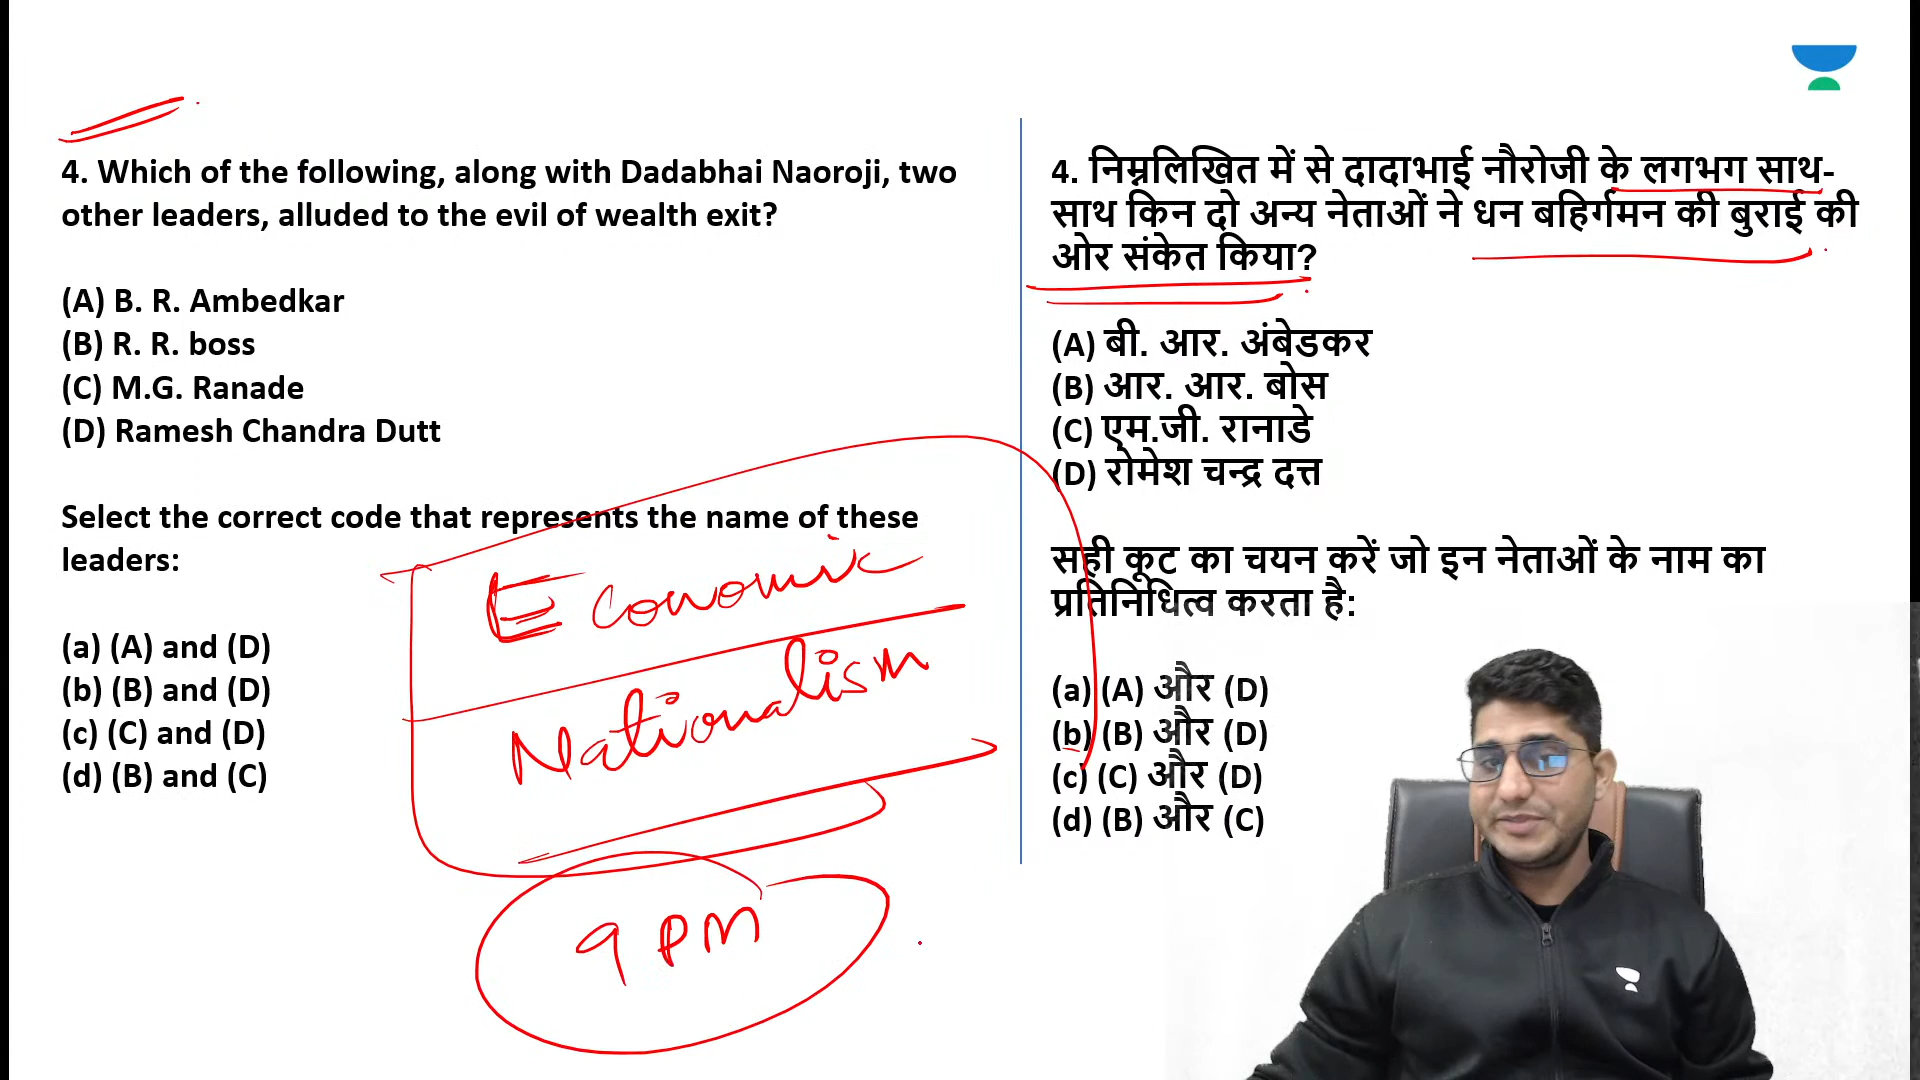 4. Which of the following, along with Dadabhai Naoroji, two
other leaders, alluded to the evil of wealth exit?
(A) B. R. Ambedkar
(B) R. R. boss
(C) M.G. Ranade
(D) Ramesh Chandra Dutt
Select the correct code that represents the name of these
leaders:
(a) (A) and (D)
(b) (B) and (D)
(c) (C) and (D)
(d) (B) and (C)
Economic
Nationalism
9 PM
4. निम्नलिखित में से दादाभाई नौरोजी के लगभग साथ-
साथ किन दो अन्य नेताओं ने धन बहिर्गमन की बुराई की
ओर संकेत किया?
(A) बी. आर. अंबेडकर
(B) आर. आर. बोस
(C) एम.जी. रानाडे
(D) रोमेश चन्द्र दत्त
सही कूट का चयन करें जो इन नेताओं के नाम का
प्रतिनिधित्व करता है:
(a) (A) और (D)
(b) (B) और (D)
(c) (C) और (D)
(d) (B) और (C)